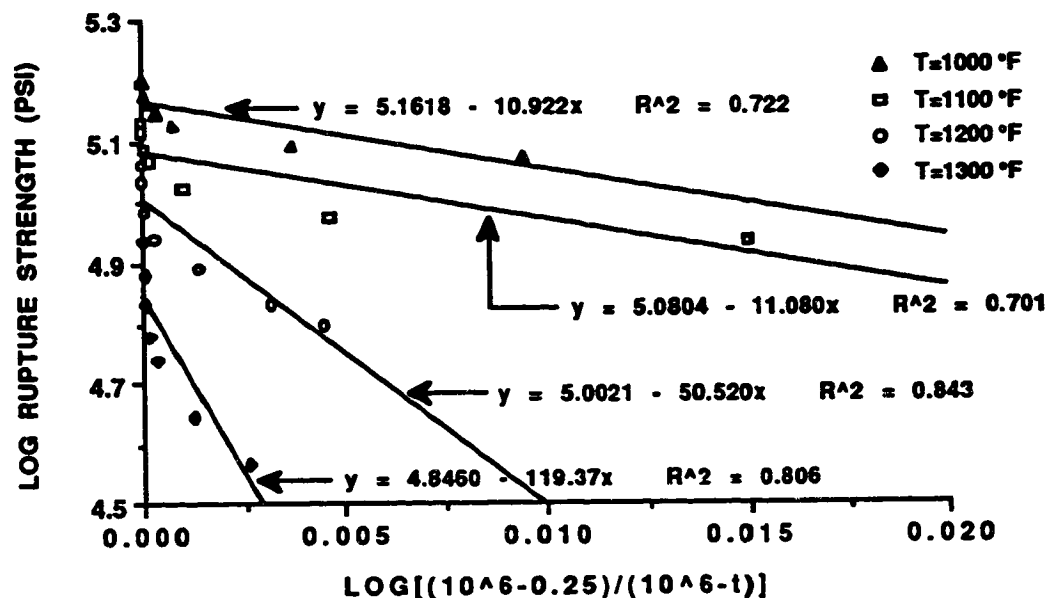 LOG RUPTURE STRENGTH (PSI)
5.3
5.1
4.9
4.7
4.5
T=1000 °F
T=1100 °F
T=1200 °F
T=1300 °F
y = 5.1618 - 10.922x R^2 = 0.722
y = 5.0804 - 11.080x R^2 = 0.701
y = 5.0021 - 50.520x R^2 = 0.843
y = 4.8460 - 119.37x R^2 = 0.806
0.000 0.005 0.010 0.015 0.020
LOG[(10^6-0.25)/(10^6-t)]